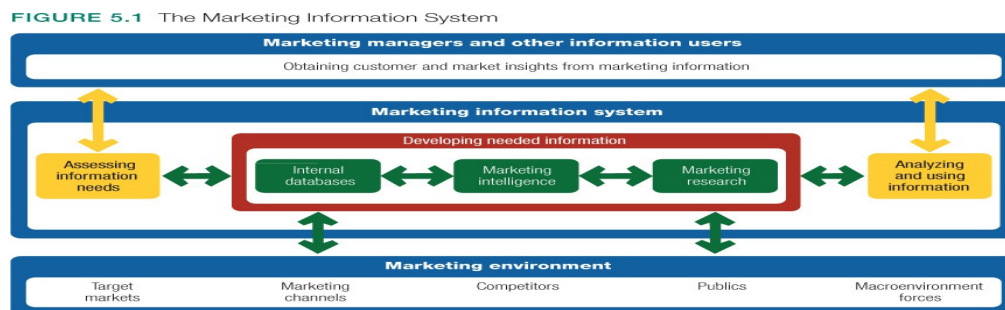 FIGURE 5.1 The Marketing Information System
Marketing managers and other information users
Obtaining customer and market insights from marketing information
Marketing information system
Developing needed information
Assessing
information
needs
Internal
databases
Marketing
intelligence
Marketing
research
Analyzing
and using
information
Marketing environment
Target
markets
Marketing
channels
Competitors
Publics
Macroenvironment
forces